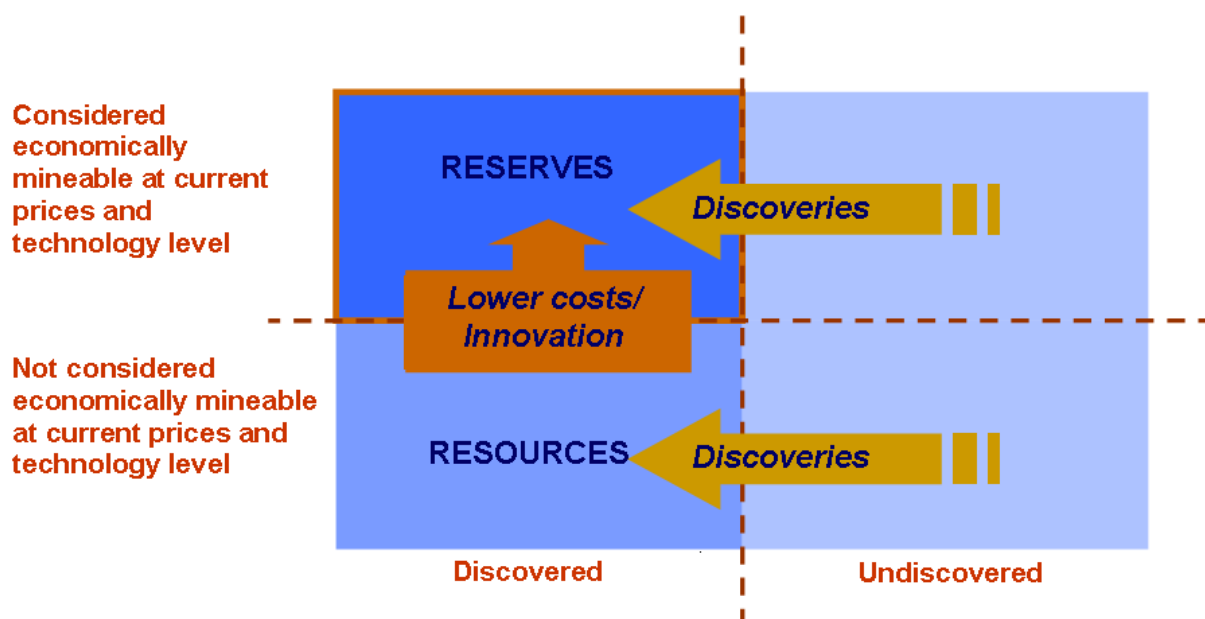 Considered
economically
mineable at current
prices and
technology level
RESERVES
Discoveries
Lower costs/
Innovation
Not considered
economically mineable
at current prices and
technology level
RESOURCES
Discoveries
Discovered
Undiscovered